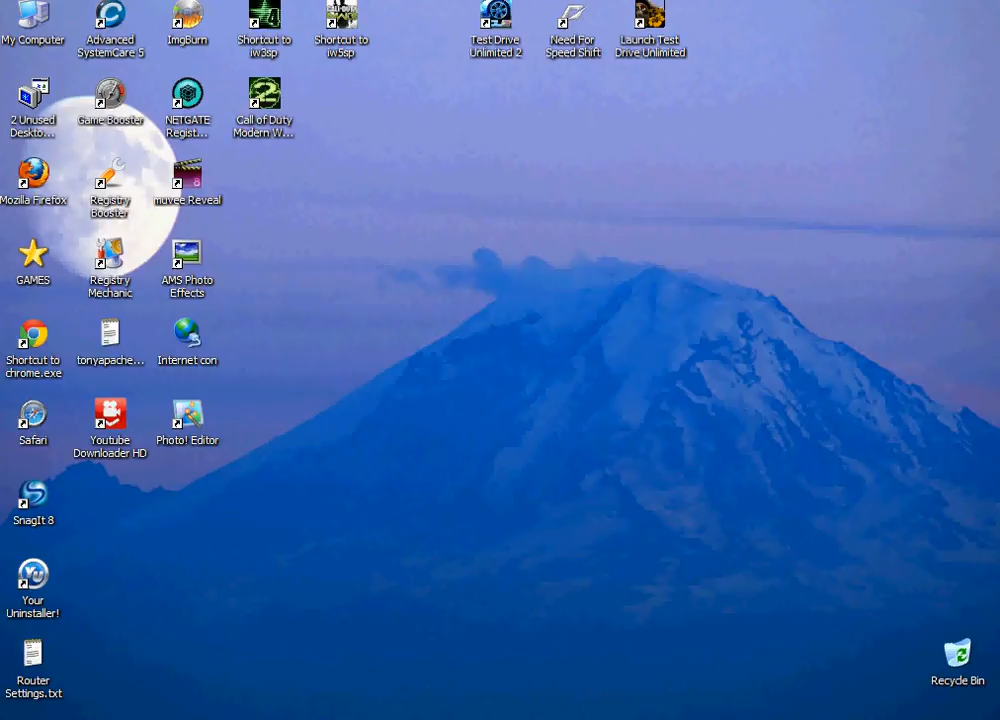 My Computer
Advanced
SystemCare 5
ImgBurn
Shortcut to
iw3sp
Shortcut to
iw5sp
Test Drive
Unlimited 2
Need For
Speed Shift
Launch Test
Drive Unlimited
2 Unused
Deskto...
Game Booster
NETGATE
Regist...
Call of Duty
Modern W...
Mozilla Firefox
Registry
Booster
muvee Reveal
GAMES
Registry
Mechanic
AMS Photo
Effects
Shortcut to
chrome.exe
tonyapache...
Internet con
Safari
Youtube
Downloader HD
Photo! Editor
SnagIt 8
Your
Uninstaller!
Router
Settings.txt
Recycle Bin